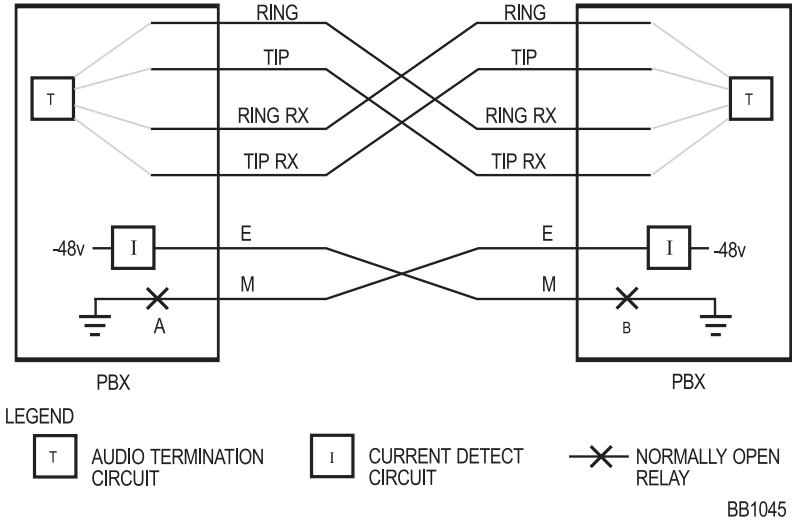 RING RING
TIP TIP
T T
RING RX RING RX
TIP RX TIP RX
E E
-48v I I -48v
M M
A B
PBX PBX
LEGEND
T AUDIO TERMINATION CIRCUIT
I CURRENT DETECT CIRCUIT
NORMALLY OPEN RELAY
BB1045